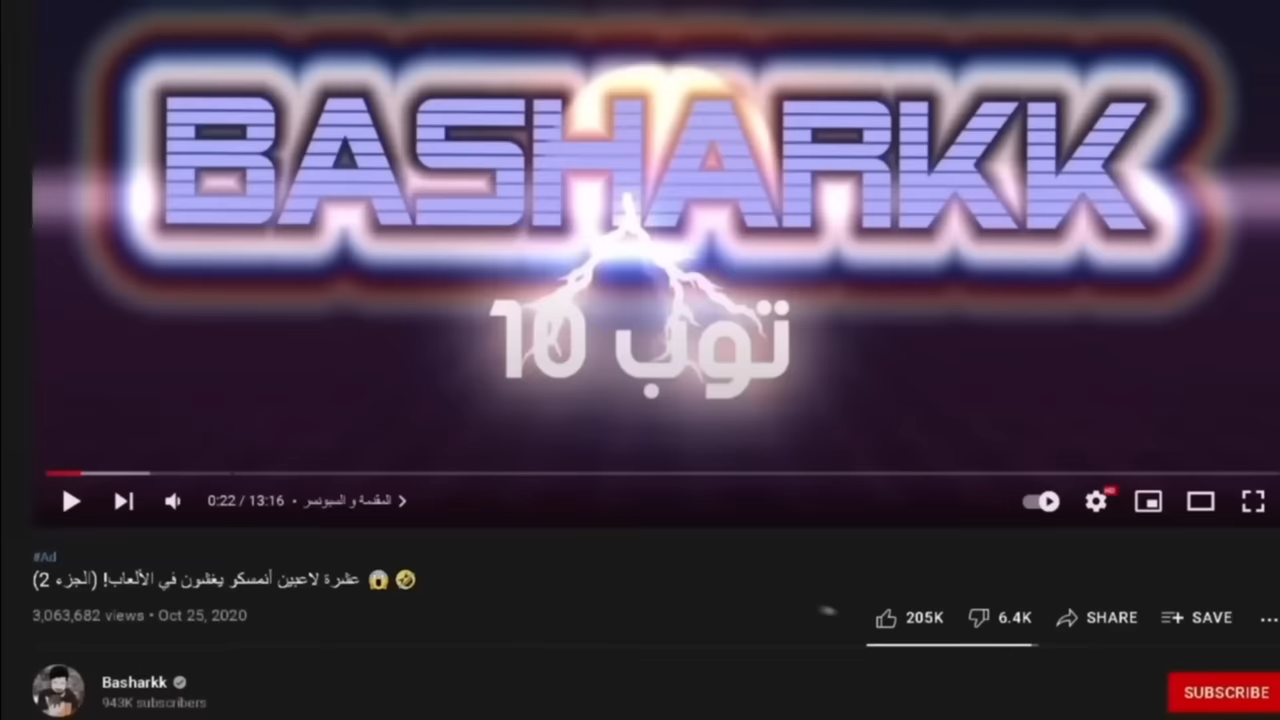 BASHARKK
توب 10
0:22 / 13:16 • المقدمة و السبونسر
HD
#Ad
عشرة لاعبين أنمسكو يغشون في الألعاب! (الجزء 2) 😱 🤣
3,063,682 views • Oct 25, 2020
205K 6.4K SHARE SAVE
Basharkk
943K subscribers
SUBSCRIBE